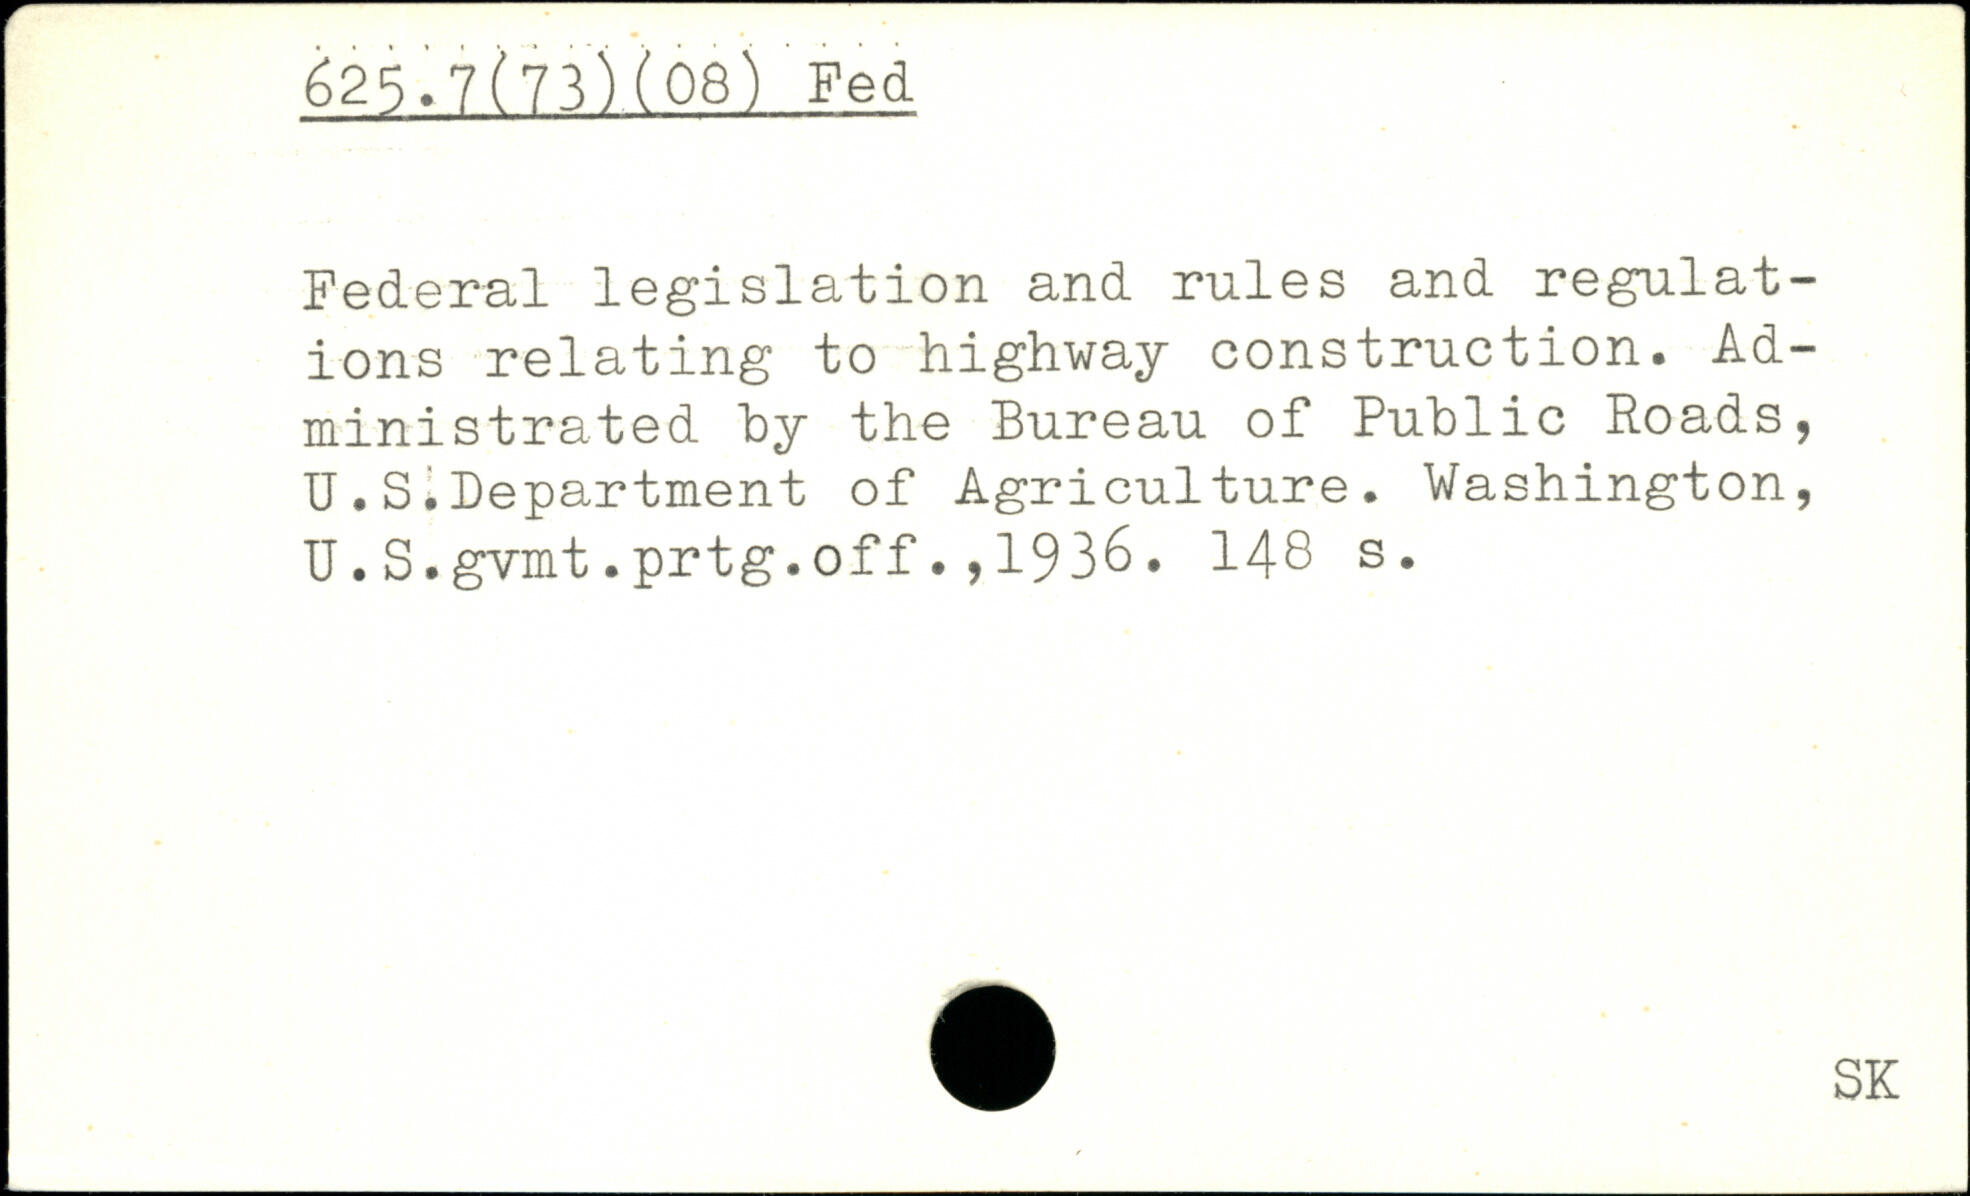 625.7(73)(08) Fed
Federal legislation and rules and regulat-
ions relating to highway construction. Ad-
ministrated by the Bureau of Public Roads,
U.S.Department of Agriculture. Washington,
U.S.gvmt.prtg.off.,1936. 148 s.
SK